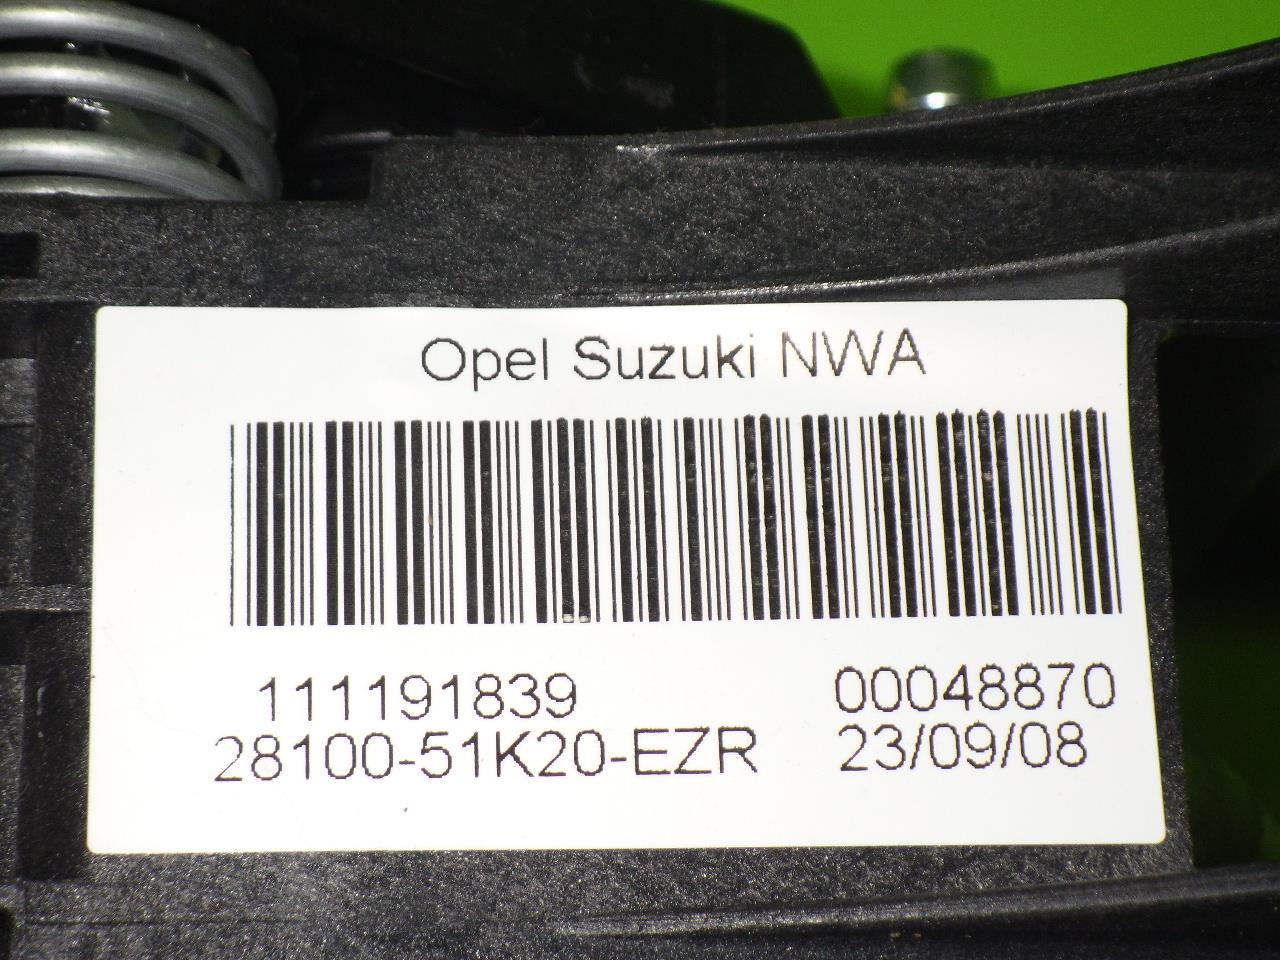 Opel Suzuki NWA
111191839 00048870
28100-51K20-EZR 23/09/08